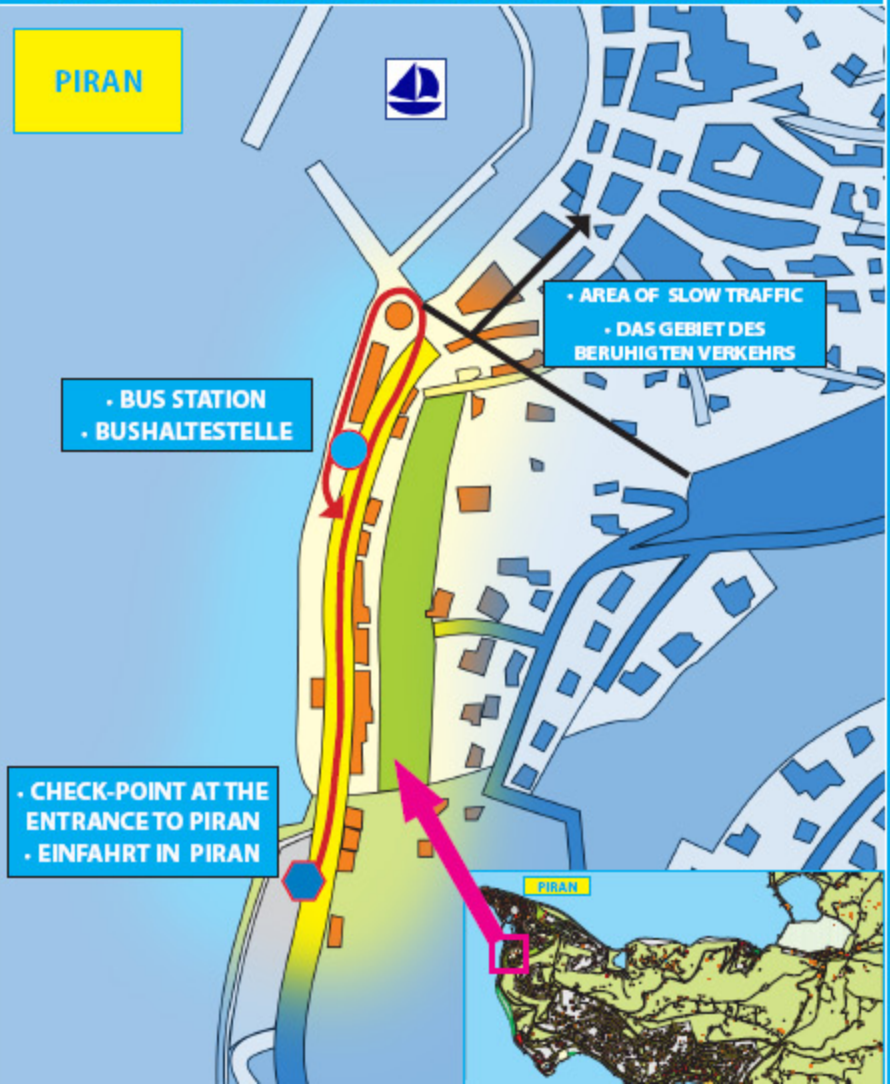 PIRAN
• AREA OF SLOW TRAFFIC
• DAS GEBIET DES
BERUHIGTEN VERKEHRS
• BUS STATION
• BUSHALTESTELLE
• CHECK-POINT AT THE
ENTRANCE TO PIRAN
• EINFAHRT IN PIRAN
PIRAN